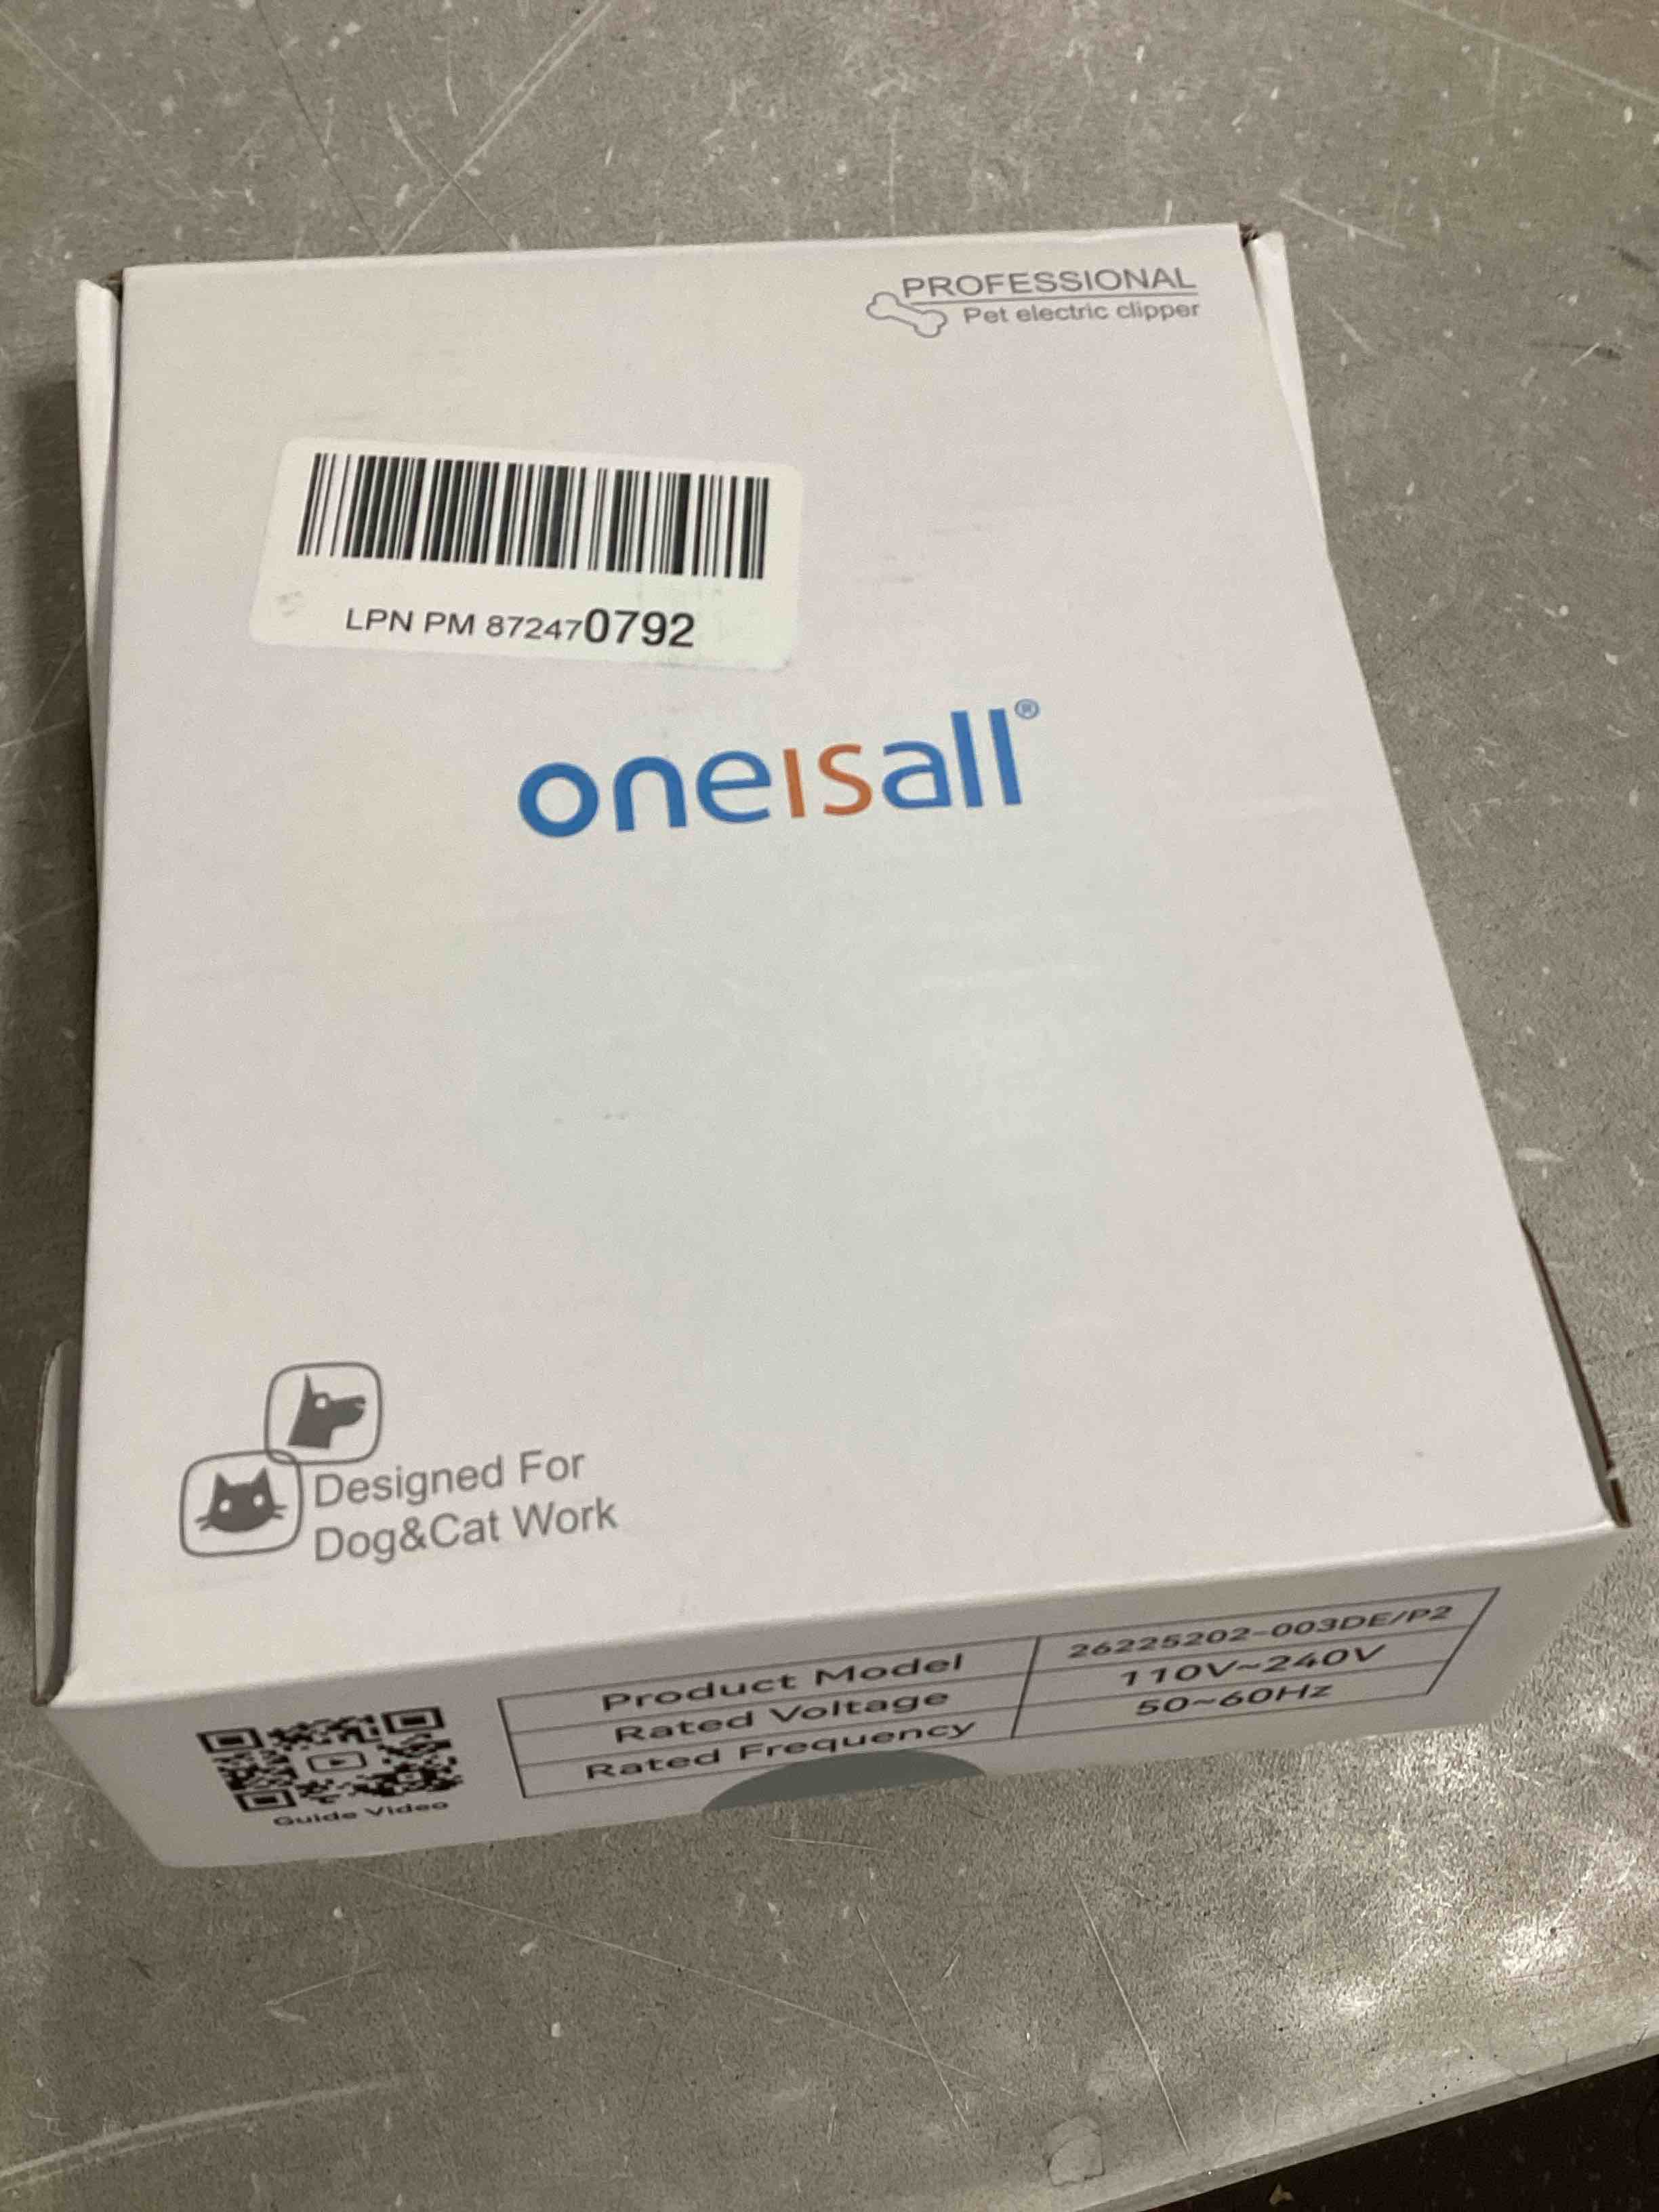 PROFESSIONAL
Pet electric clipper
LPN PM 872470792
oneisall®
Designed For
Dog&Cat Work
Product Model 26225202-003DE/P2
Rated Voltage 110V~240V
Rated Frequency 50~60Hz
Guide Video